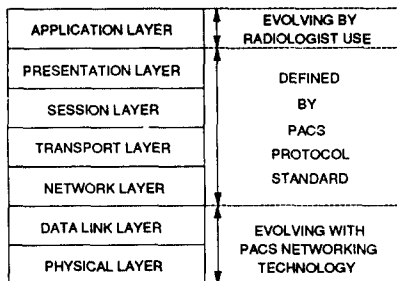 APPLICATION LAYER
PRESENTATION LAYER
SESSION LAYER
TRANSPORT LAYER
NETWORK LAYER
DATA LINK LAYER
PHYSICAL LAYER
EVOLVING BY
RADIOLOGIST USE
DEFINED
BY
PACS
PROTOCOL
STANDARD
EVOLVING WITH
PACS NETWORKING
TECHNOLOGY